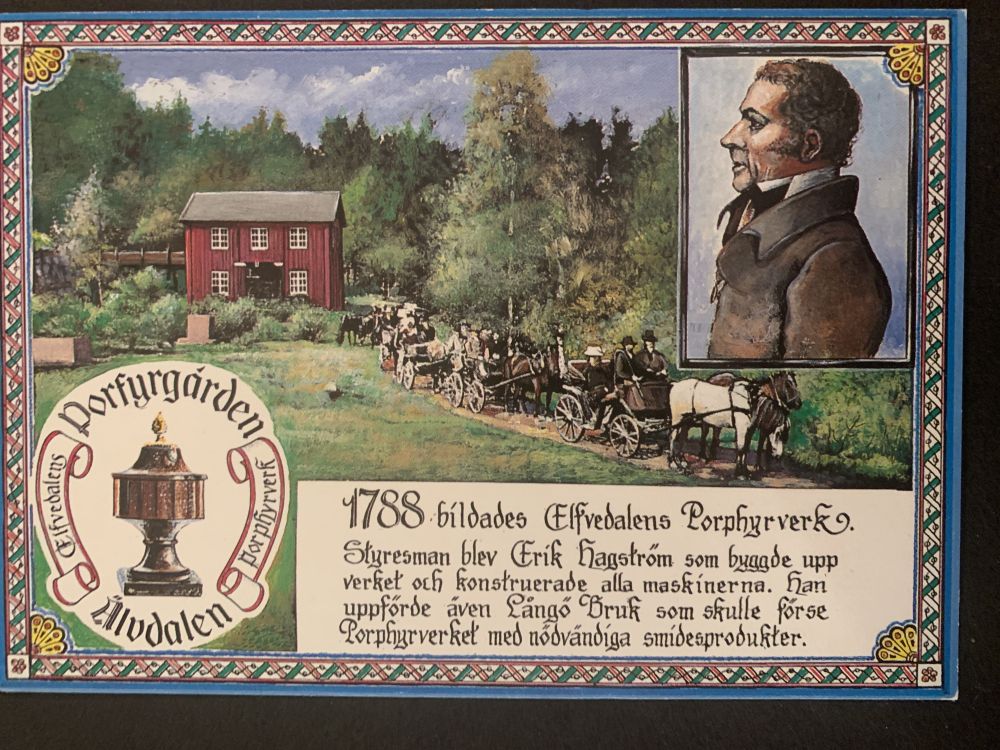 Porfyrgården
Elfvedalens
Porphyrverk
Älvdalen
1788 bildades Elfvedalens Porphyrverk.
Styresman blev Erik Hagström som byggde upp
verket och konstruerade alla maskinerna. Han
uppförde även Långö Bruk som skulle förse
Porphyrverket med nödvändiga smidesprodukter.